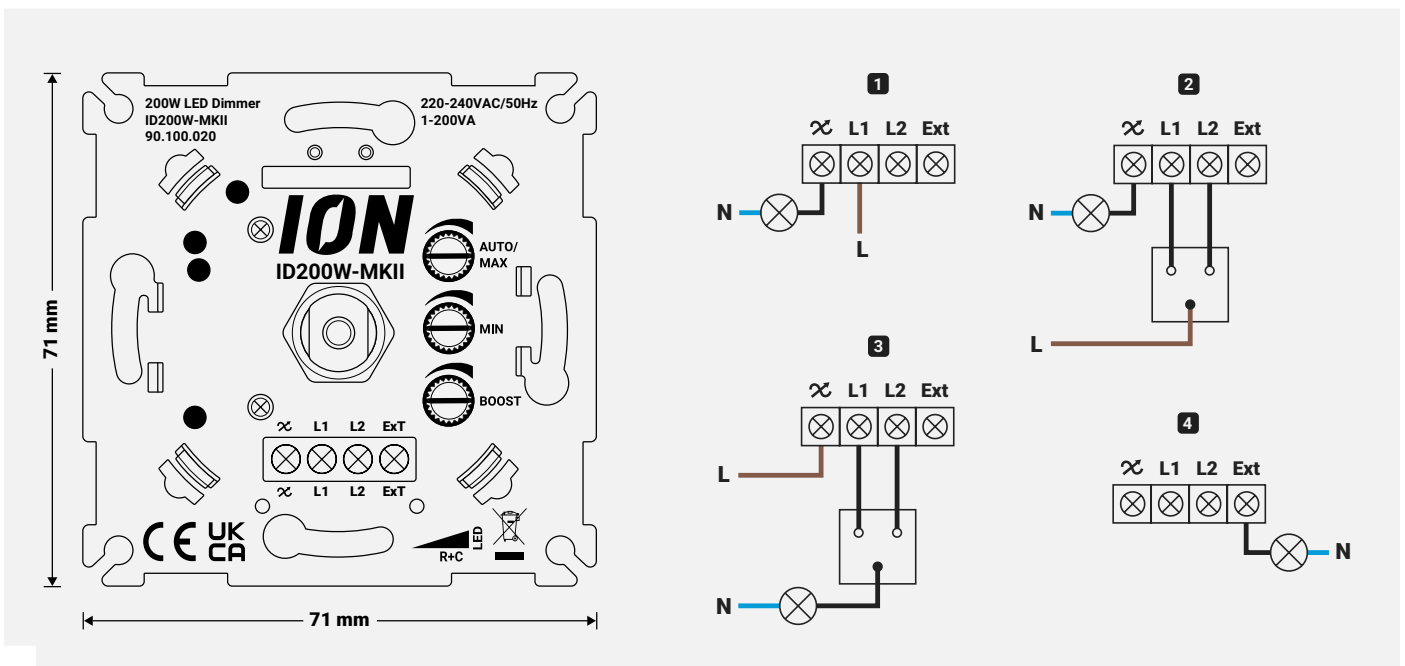 200W LED Dimmer
ID200W-MKII
90.100.020
220-240VAC/50Hz
1-200VA
ION
ID200W-MKII
AUTO/
MAX
MIN
BOOST
L1 L2 ExT
L1 L2 ExT
CE UK
CA
R+C
LED
71 mm
71 mm
1
L1 L2 Ext
N
L
2
L1 L2 Ext
N
L
3
L1 L2 Ext
L
N
4
L1 L2 Ext
N